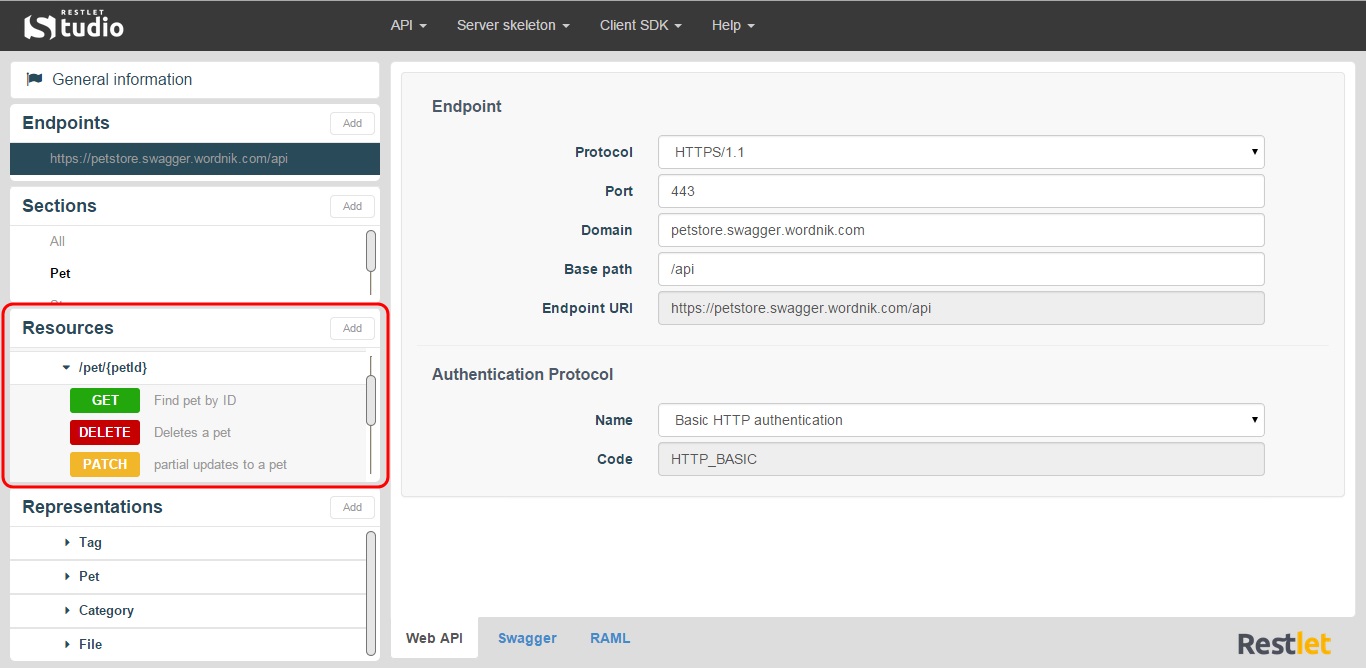 RESTLET
Studio
API
Server skeleton
Client SDK
Help
General information
Endpoints
Add
https://petstore.swagger.wordnik.com/api
Sections
Add
All
Pet
Resources
Add
/pet/{petId}
GET Find pet by ID
DELETE Deletes a pet
PATCH partial updates to a pet
Representations
Add
Tag
Pet
Category
File
Endpoint
Protocol HTTPS/1.1
Port 443
Domain petstore.swagger.wordnik.com
Base path /api
Endpoint URI https://petstore.swagger.wordnik.com/api
Authentication Protocol
Name Basic HTTP authentication
Code HTTP_BASIC
Web API
Swagger
RAML
Restlet